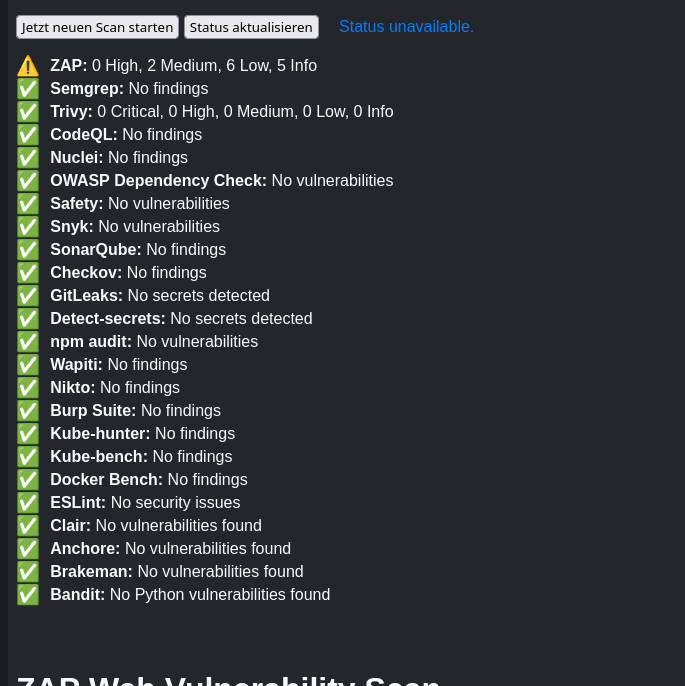 Jetzt neuen Scan starten Status aktualisieren Status unavailable.
ZAP: 0 High, 2 Medium, 6 Low, 5 Info
Semgrep: No findings
Trivy: 0 Critical, 0 High, 0 Medium, 0 Low, 0 Info
CodeQL: No findings
Nuclei: No findings
OWASP Dependency Check: No vulnerabilities
Safety: No vulnerabilities
Snyk: No vulnerabilities
SonarQube: No findings
Checkov: No findings
GitLeaks: No secrets detected
Detect-secrets: No secrets detected
npm audit: No vulnerabilities
Wapiti: No findings
Nikto: No findings
Burp Suite: No findings
Kube-hunter: No findings
Kube-bench: No findings
Docker Bench: No findings
ESLint: No security issues
Clair: No vulnerabilities found
Anchore: No vulnerabilities found
Brakeman: No vulnerabilities found
Bandit: No Python vulnerabilities found
ZAP Web Vulnerability Scan